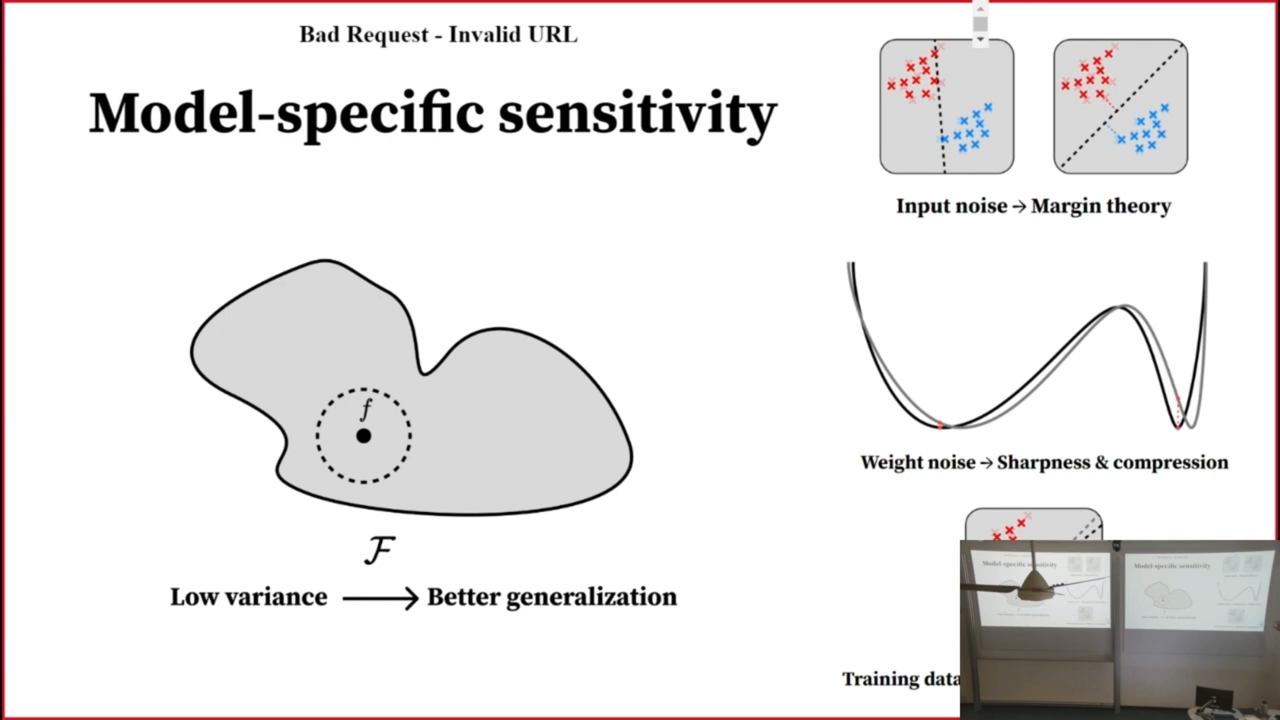 Bad Request - Invalid URL
Model-specific sensitivity
Input noise → Margin theory
f
Weight noise → Sharpness & compression
ℱ
Low variance ⟶ Better generalization
Training data
Model-specific sensitivity
Model-specific sensitivity